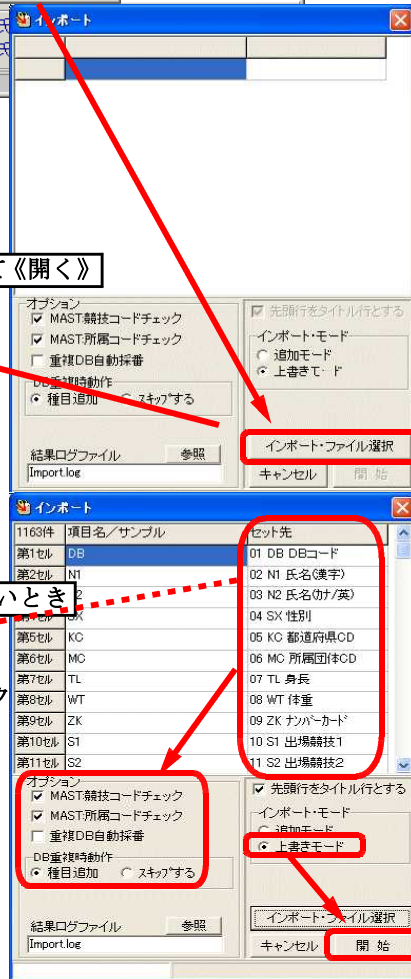 インポート
て《開く》
オプション
MAST:競技コードチェック
MAST:所属コードチェック
重複DB自動採番
DB重複時動作
種目追加 スキップする
結果ログファイル 参照
Import.log
先頭行をタイトル行とする
インポート・モード
追加モード
上書きモード
インポート・ファイル選択
キャンセル 開 始
インポート
1163件 項目名/サンプル セット先
第1セル DB 01 DB DBコード
第2セル N1 02 N1 氏名(漢字)
いとき 03 N2 氏名(カナ/英)
SX 04 SX 性別
第5セル KC 05 KC 都道府県CD
第6セル MC 06 MC 所属団体CD
第7セル TL 07 TL 身長
第8セル WT 08 WT 体重
第9セル ZK 09 ZK ナンバーカード
第10セル S1 10 S1 出場競技1
第11セル S2 11 S2 出場競技2
ク
オプション
MAST:競技コードチェック
MAST:所属コードチェック
重複DB自動採番
DB重複時動作
種目追加 スキップする
結果ログファイル 参照
Import.log
先頭行をタイトル行とする
インポート・モード
追加モード
上書きモード
インポート・ファイル選択
キャンセル 開 始